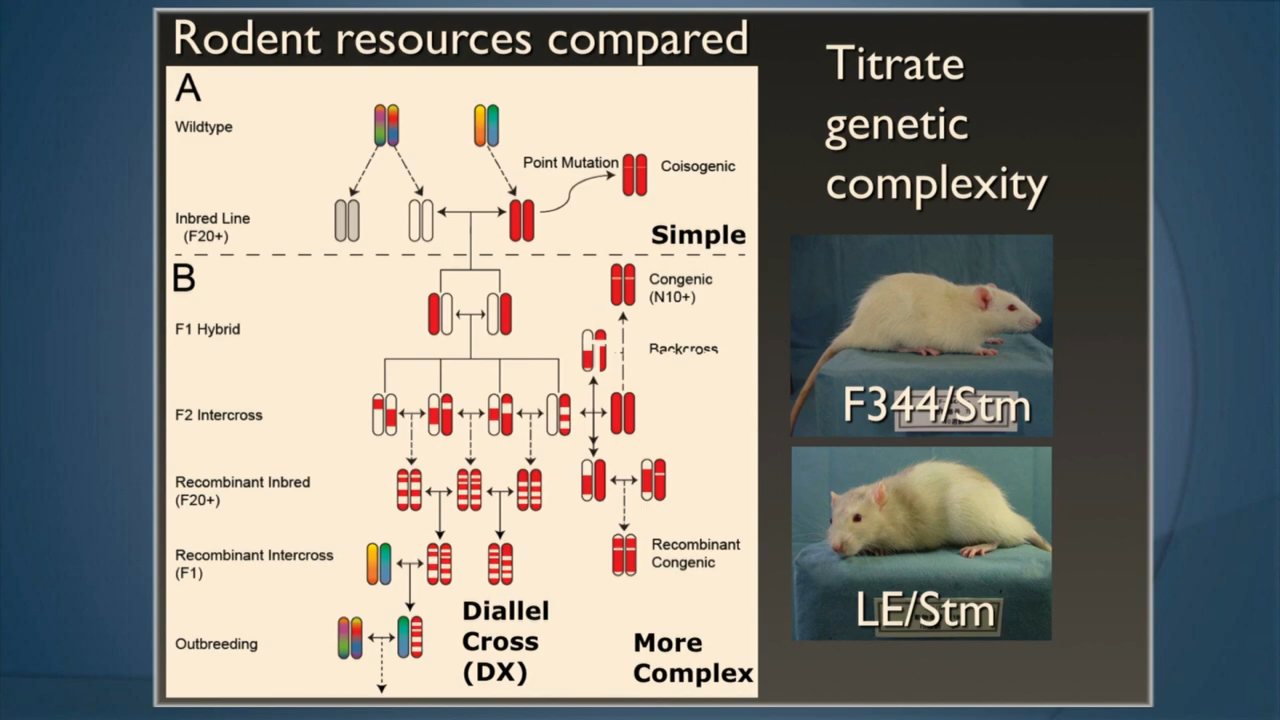 Rodent resources compared
A
Wildtype
Point Mutation
Coisogenic
Inbred Line
(F20+)
Simple
B
Congenic
(N10+)
F1 Hybrid
Backcross
F2 Intercross
Recombinant Inbred
(F20+)
Recombinant Intercross
(F1)
Recombinant
Congenic
Outbreeding
Diallel
Cross
(DX)
More
Complex
Titrate
genetic
complexity
F344/Stm
LE/Stm